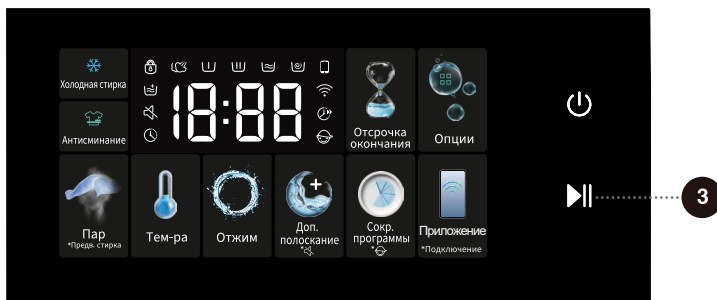 Холодная стирка
Антисминание
18:88
Отсрочка
окончания
Опции
3
Пар
*Предв. стирка
Тем-ра
Отжим
Доп.
полоскание
*
Сокр.
программы
*
Приложение
*Подключение